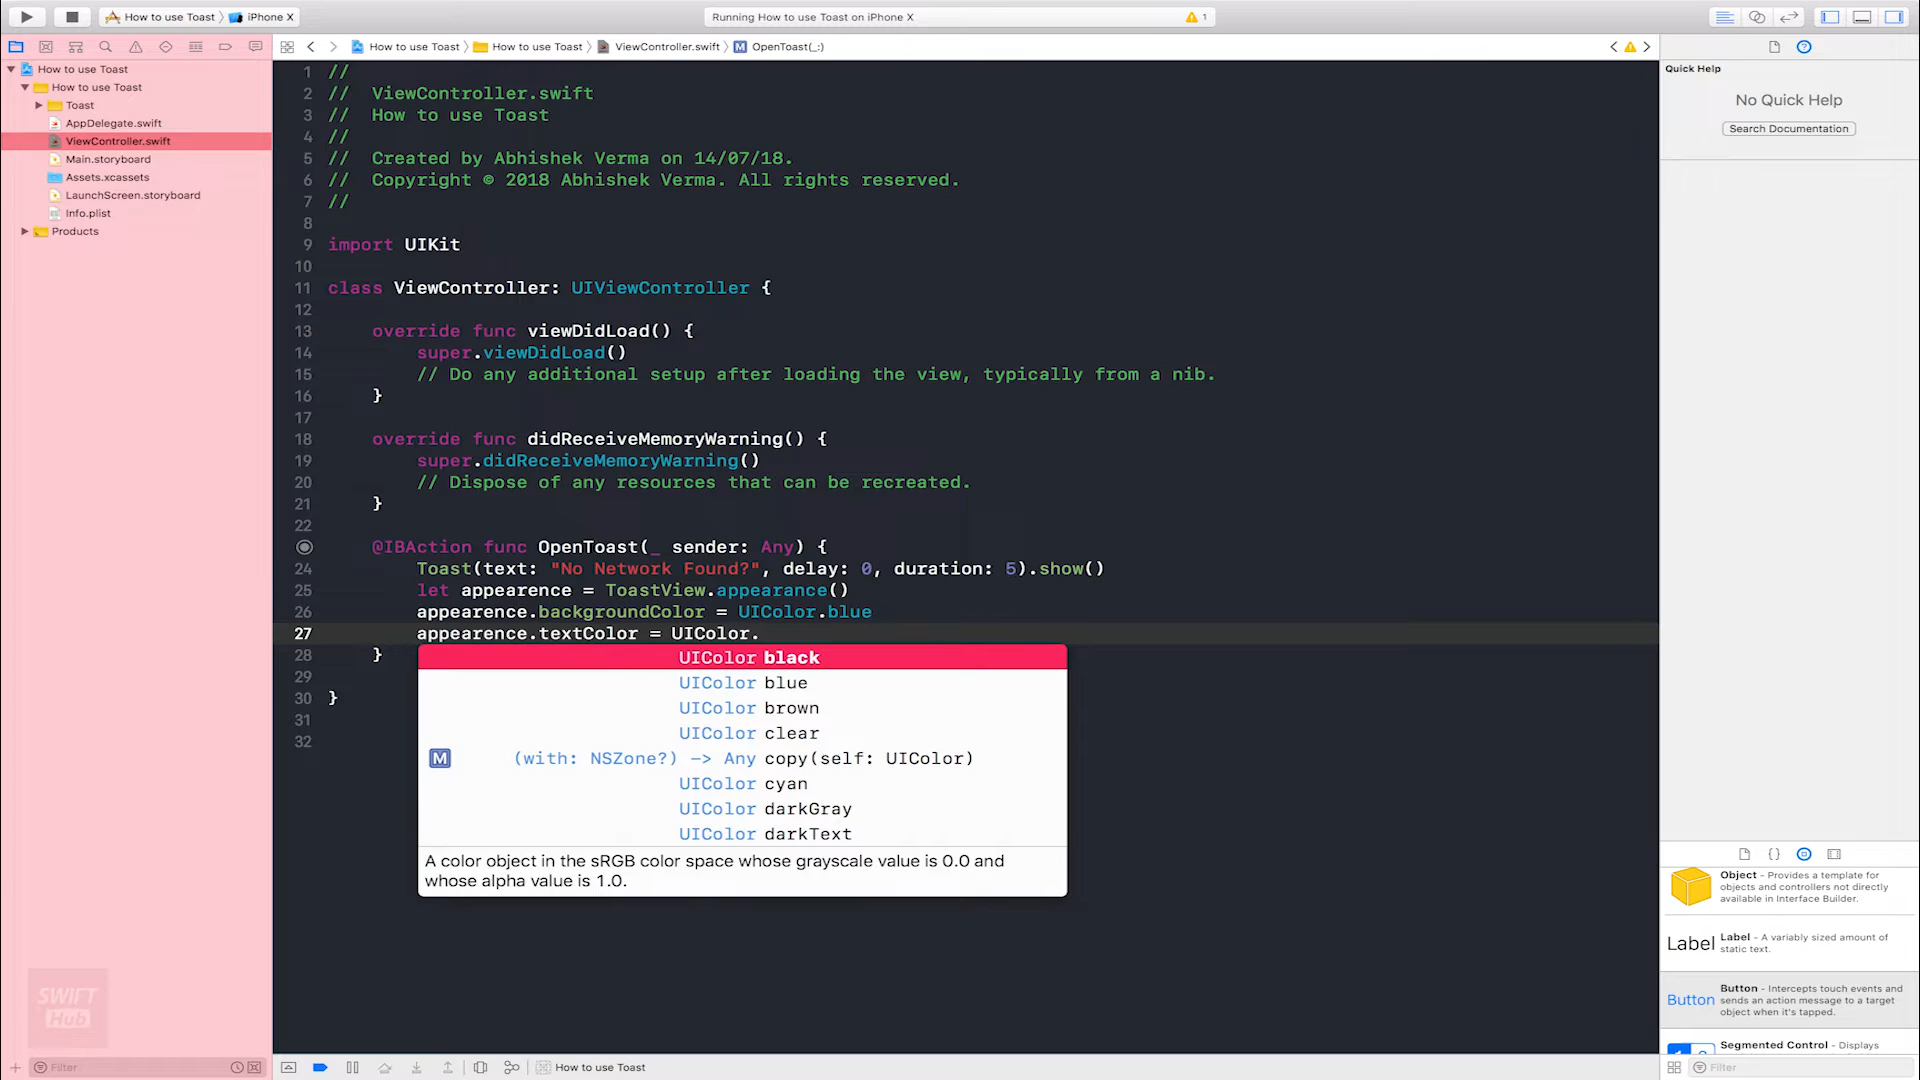 How to use Toast 〉 iPhone X
Running How to use Toast on iPhone X
1
How to use Toast 〉 How to use Toast 〉 ViewController.swift 〉 M OpenToast(_:)
How to use Toast
How to use Toast
Toast
AppDelegate.swift
ViewController.swift
Main.storyboard
Assets.xcassets
LaunchScreen.storyboard
Info.plist
Products
SWIFT
Hub
Filter
1 //
2 // ViewController.swift
3 // How to use Toast
4 //
5 // Created by Abhishek Verma on 14/07/18.
6 // Copyright © 2018 Abhishek Verma. All rights reserved.
7 //
8
9 import UIKit
10
11 class ViewController: UIViewController {
12
13 override func viewDidLoad() {
14 super.viewDidLoad()
15 // Do any additional setup after loading the view, typically from a nib.
16 }
17
18 override func didReceiveMemoryWarning() {
19 super.didReceiveMemoryWarning()
20 // Dispose of any resources that can be recreated.
21 }
22
@IBAction func OpenToast(_ sender: Any) {
24 Toast(text: "No Network Found?", delay: 0, duration: 5).show()
25 let appearence = ToastView.appearance()
26 appearence.backgroundColor = UIColor.blue
27 appearence.textColor = UIColor.
28 }
29
30 }
31
32
UIColor black
UIColor blue
UIColor brown
UIColor clear
M (with: NSZone?) -> Any copy(self: UIColor)
UIColor cyan
UIColor darkGray
UIColor darkText
A color object in the sRGB color space whose grayscale value is 0.0 and
whose alpha value is 1.0.
How to use Toast
Quick Help
No Quick Help
Search Documentation
{ }
Object - Provides a template for
objects and controllers not directly
available in Interface Builder.
Label Label - A variably sized amount of
static text.
Button Button - Intercepts touch events and
sends an action message to a target
object when it's tapped.
Segmented Control - Displays
Filter